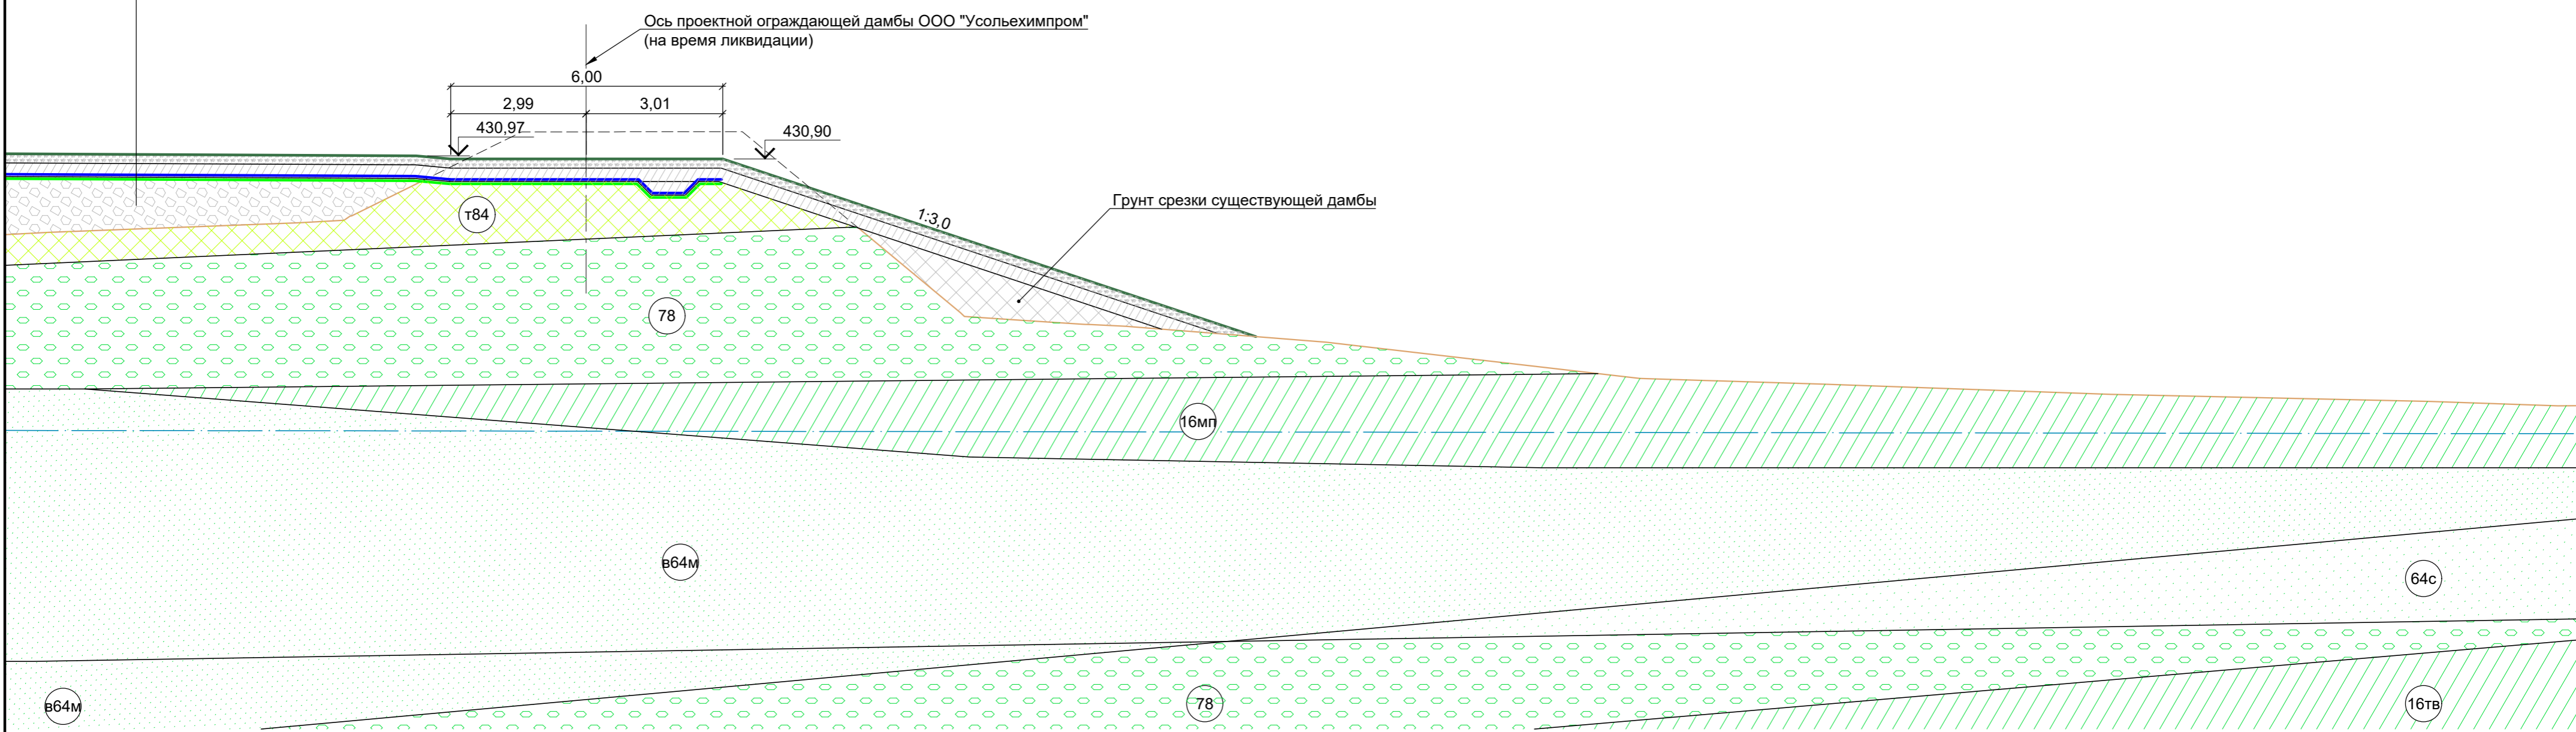 Ось проектной ограждающей дамбы ООО "Усольехимпром"
(на время ликвидации)
6,00
2,99
3,01
430,97
430,90
т84
1:3,0
Грунт срезки существующей дамбы
78
16мп
в64м
64с
в64м
78
16тв